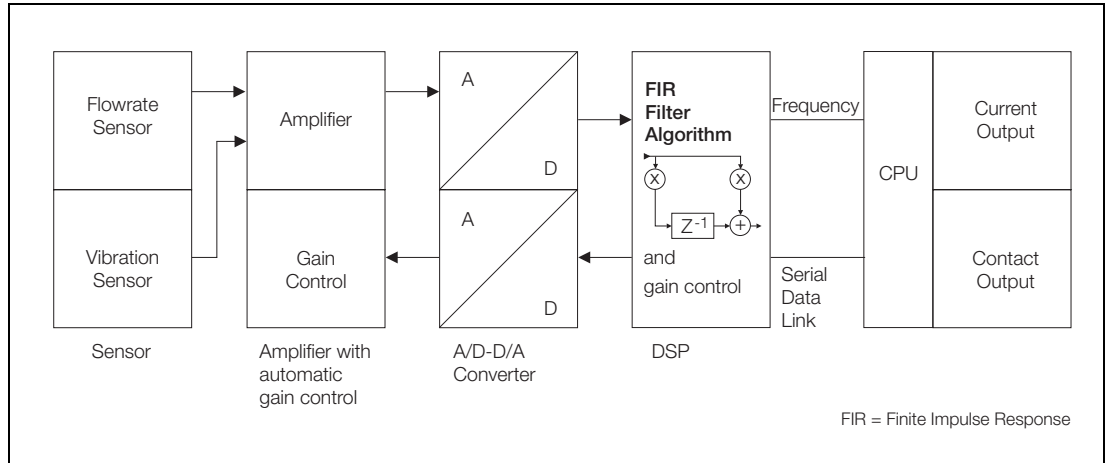 Flowrate
Sensor
Vibration
Sensor
Sensor
Amplifier
Gain
Control
Amplifier with
automatic
gain control
A
D
A
D
A/D-D/A
Converter
FIR
Filter
Algorithm
X
X
Z-1
+
and
gain control
DSP
Frequency
Serial
Data
Link
CPU
Current
Output
Contact
Output
FIR = Finite Impulse Response